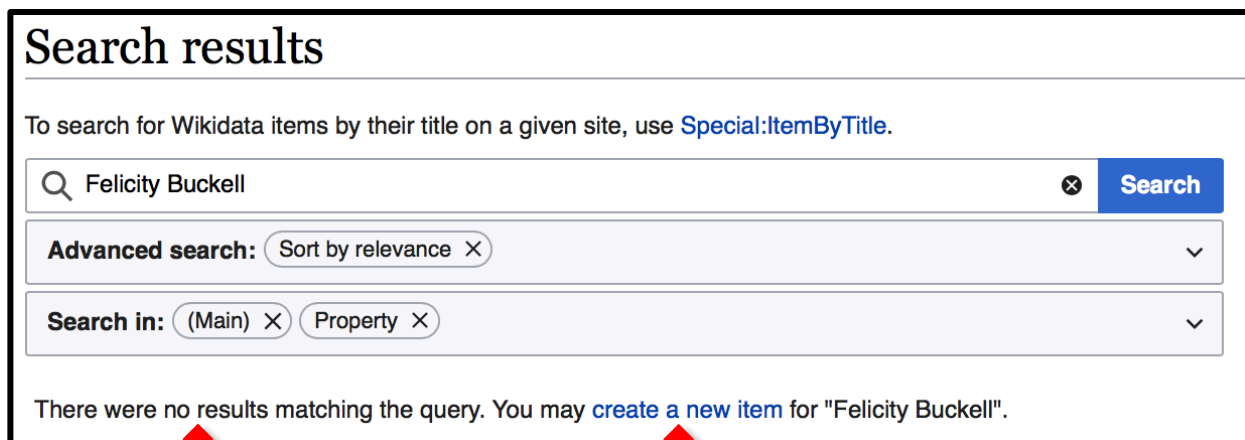 Search results
To search for Wikidata items by their title on a given site, use Special:ItemByTitle.
Felicity Buckell Search
Advanced search: Sort by relevance
Search in: (Main) Property
There were no results matching the query. You may create a new item for "Felicity Buckell".